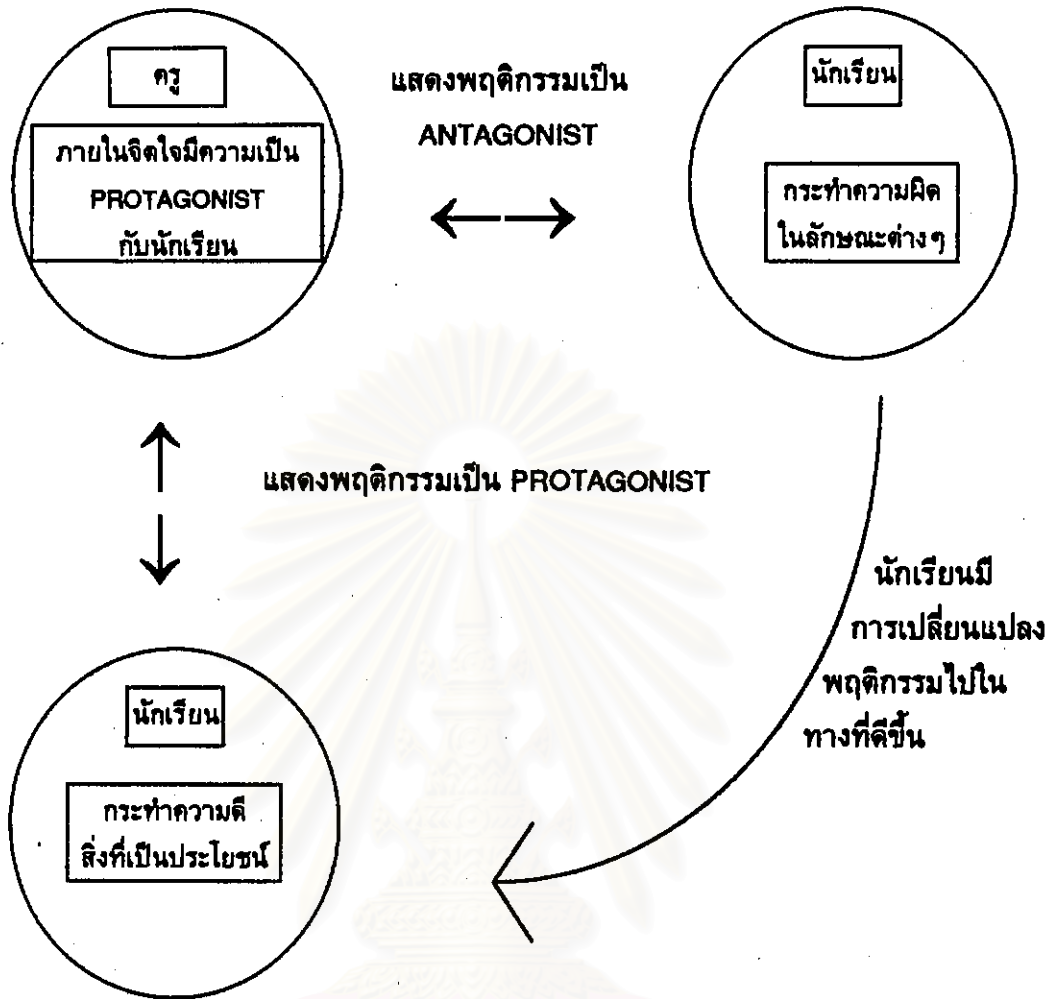 ครู
ภายในจิตใจมีความเป็น
PROTAGONIST
กับนักเรียน
แสดงพฤติกรรมเป็น
ANTAGONIST
นักเรียน
กระทำความผิด
ในลักษณะต่างๆ
แสดงพฤติกรรมเป็น PROTAGONIST
นักเรียนมี
การเปลี่ยนแปลง
พฤติกรรมไปใน
ทางที่ดีขึ้น
นักเรียน
กระทำความดี
สิ่งที่เป็นประโยชน์